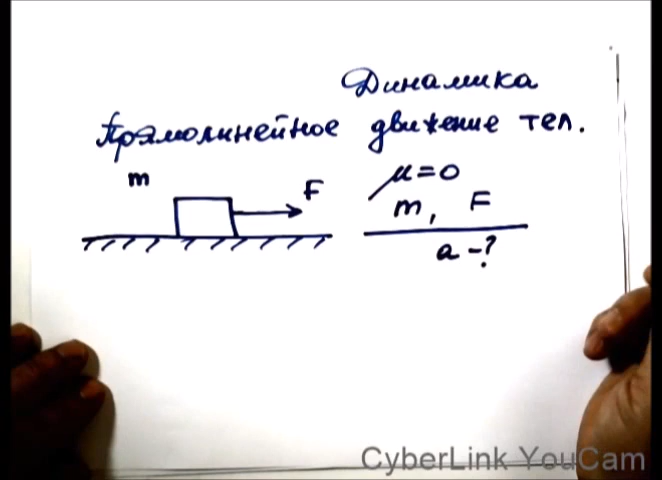 Динамика
Прямолинейное движение тел.
m
F
μ=0
m, F
a-?
CyberLink YouCam